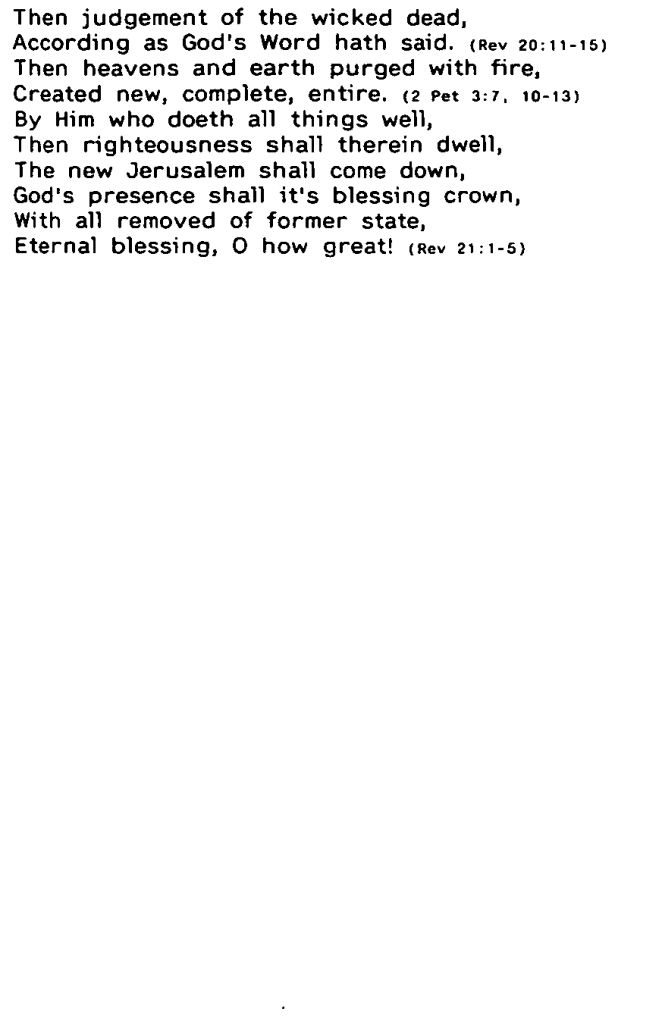 Then judgement of the wicked dead,
According as God's Word hath said. (Rev 20:11-15)
Then heavens and earth purged with fire,
Created new, complete, entire. (2 Pet 3:7, 10-13)
By Him who doeth all things well,
Then righteousness shall therein dwell,
The new Jerusalem shall come down,
God's presence shall it's blessing crown,
With all removed of former state,
Eternal blessing, O how great! (Rev 21:1-5)